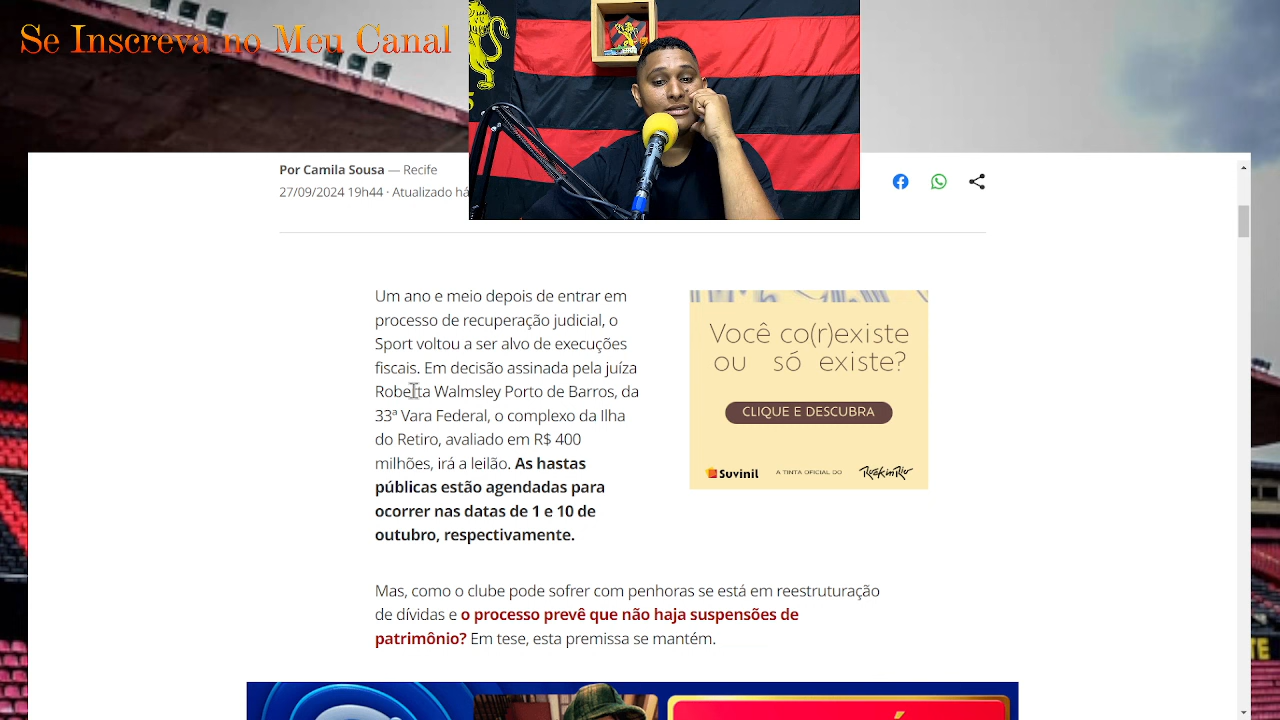 Se Inscreva no Meu Canal
Por Camila Sousa — Recife
27/09/2024 19h44 · Atualizado há
Um ano e meio depois de entrar em
processo de recuperação judicial, o
Sport voltou a ser alvo de execuções
fiscais. Em decisão assinada pela juíza
Roberta Walmsley Porto de Barros, da
33ª Vara Federal, o complexo da Ilha
do Retiro, avaliado em R$ 400
milhões, irá a leilão. As hastas
públicas estão agendadas para
ocorrer nas datas de 1 e 10 de
outubro, respectivamente.
Você co(r)existe
ou só existe?
CLIQUE E DESCUBRA
Suvinil
A TINTA OFICIAL DO
Rock in Rio
Mas, como o clube pode sofrer com penhoras se está em reestruturação
de dívidas e o processo prevê que não haja suspensões de
patrimônio? Em tese, esta premissa se mantém.